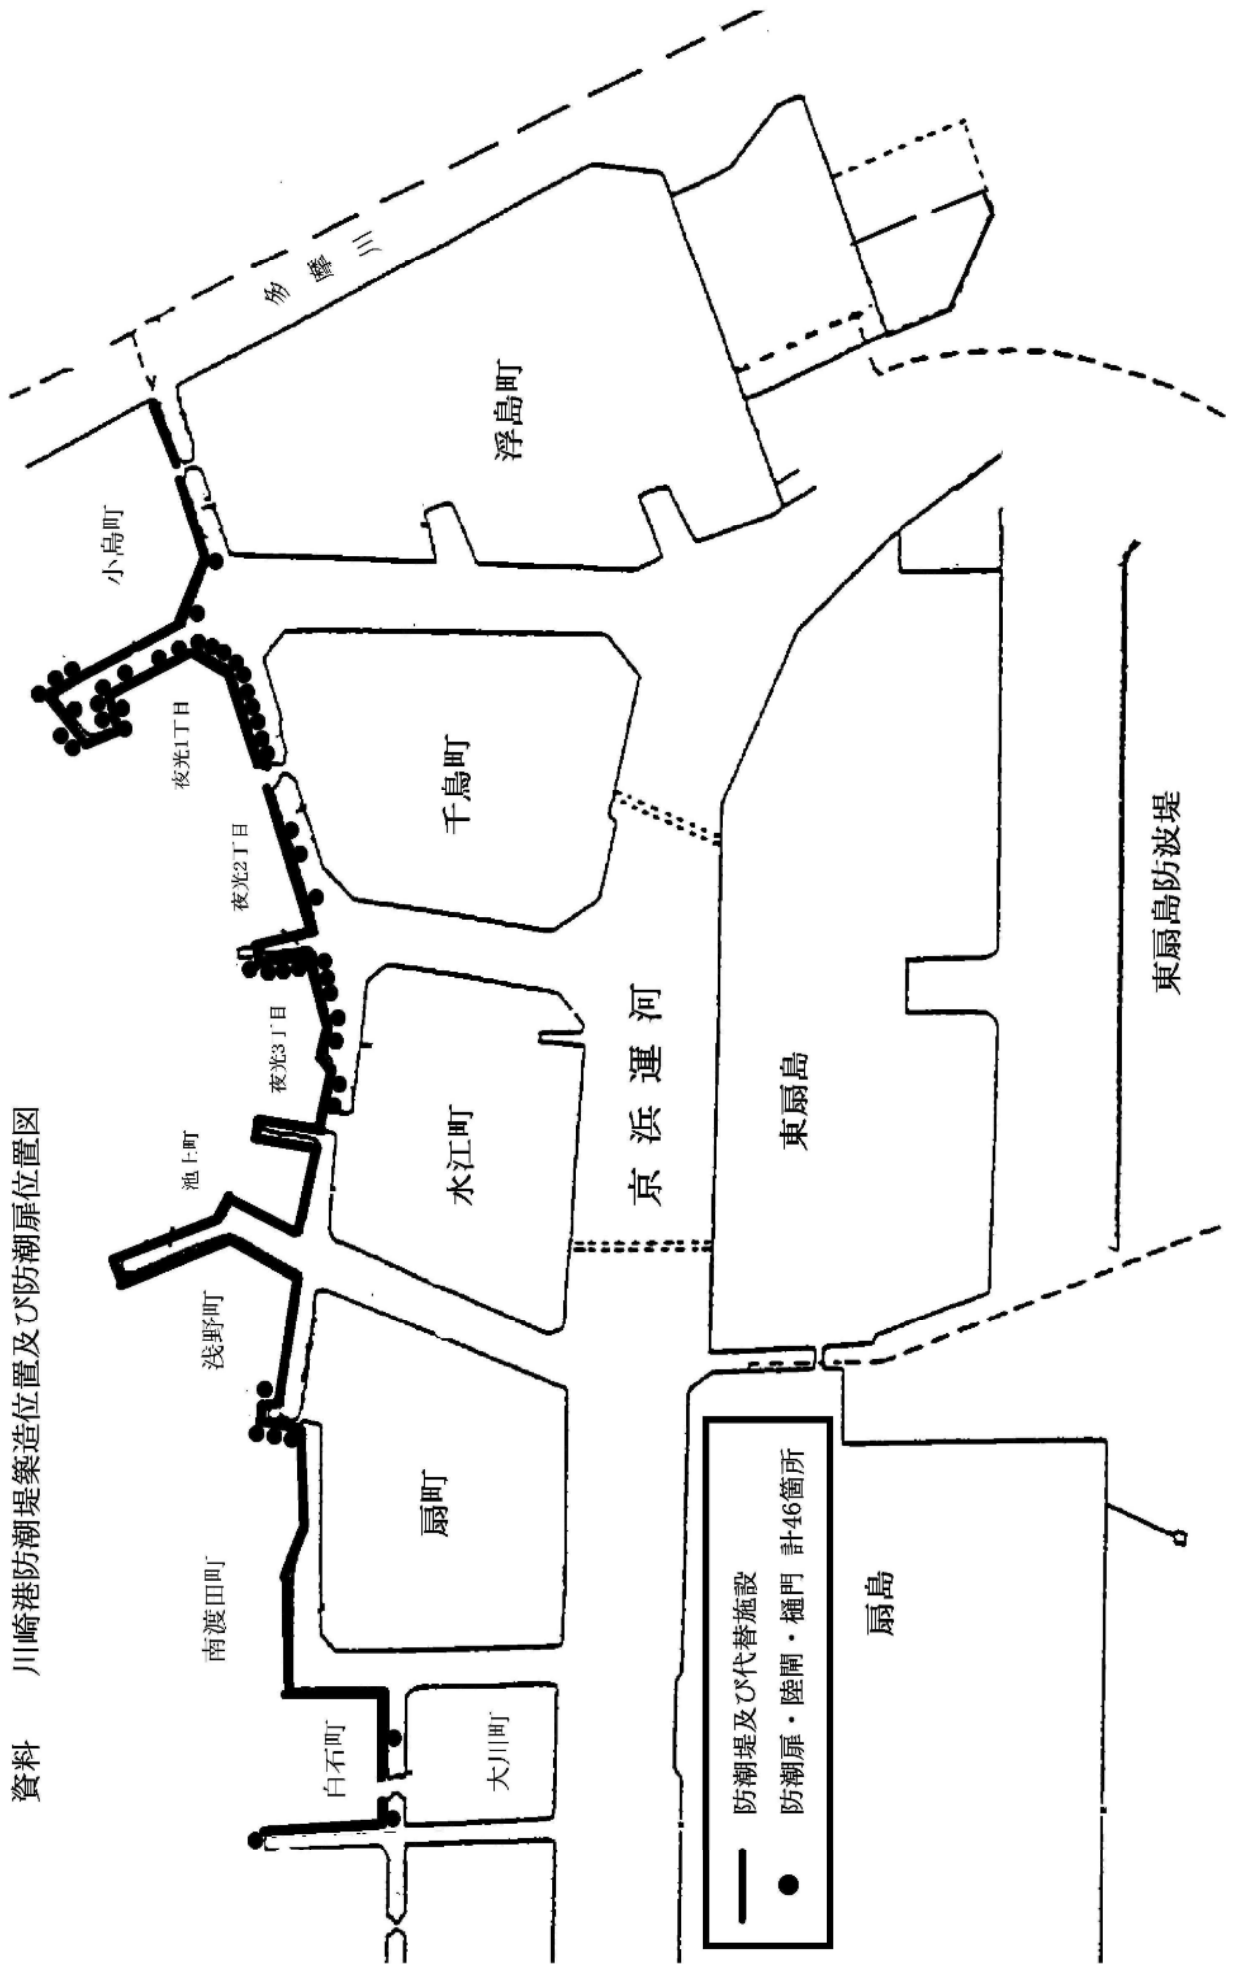 資料　川崎港防潮堤築造位置及び防潮扉位置図
多摩川
小島町
浮島町
夜光1丁目
千鳥町
夜光2丁目
夜光3丁目
水江町
京浜運河
東扇島
東扇島防波堤
池上町
浅野町
扇町
南渡田町
白石町
大川町
扇島
防潮堤及び代替施設
防潮扉・陸閘・樋門　計46箇所